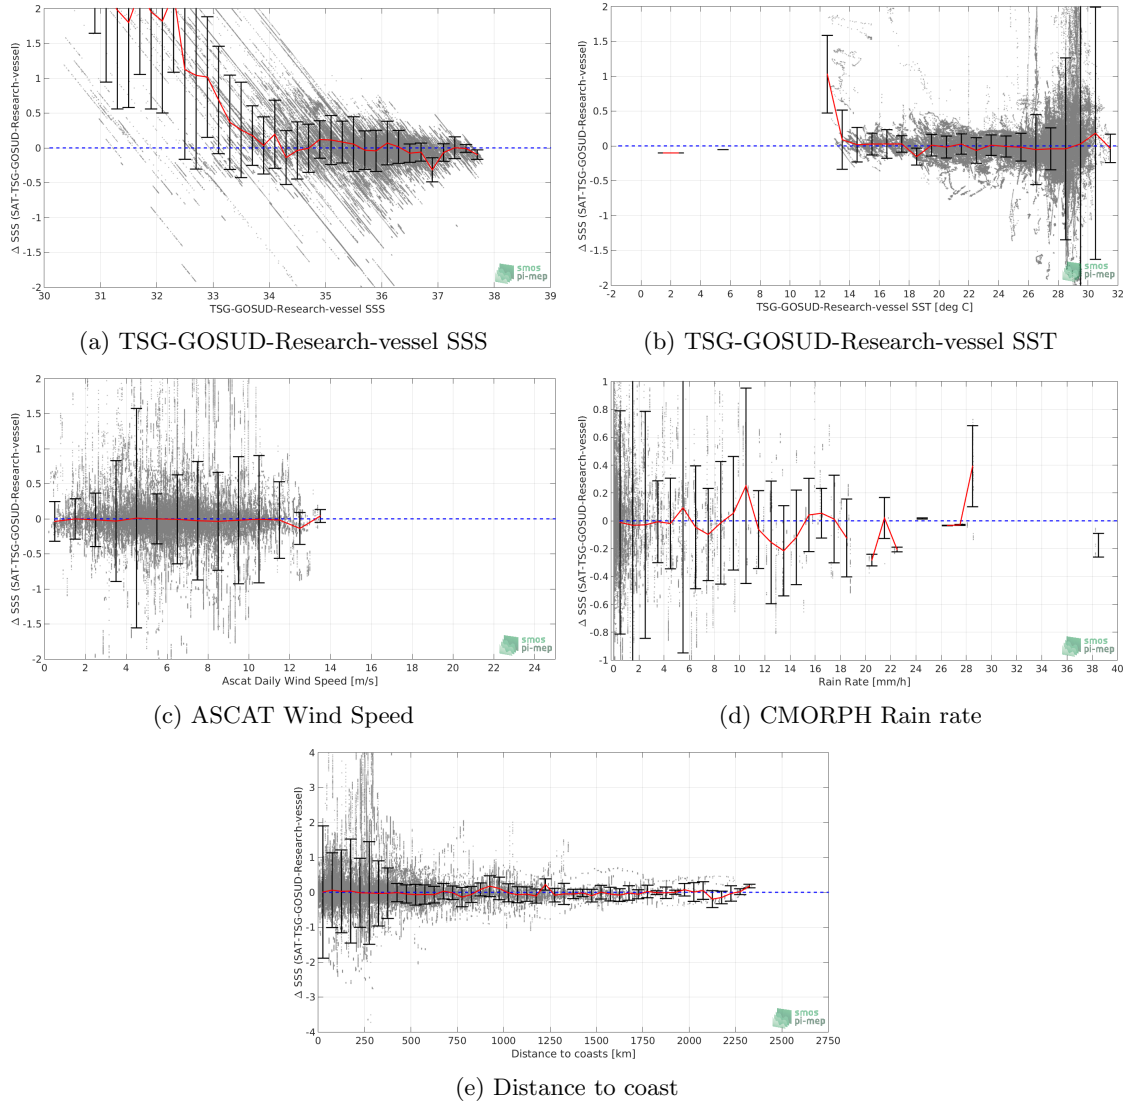 2
1.5
1
0.5
0
-0.5
-1
-1.5
-2
Δ SSS (SAT-TSG-GOSUD-Research-vessel)
30 31 32 33 34 35 36 37 38 39
TSG-GOSUD-Research-vessel SSS
smos
pi-mep
(a) TSG-GOSUD-Research-vessel SSS
2
1.5
1
0.5
0
-0.5
-1
-1.5
-2
Δ SSS (SAT-TSG-GOSUD-Research-vessel)
-2 0 2 4 6 8 10 12 14 16 18 20 22 24 26 28 30 32
TSG-GOSUD-Research-vessel SST [deg C]
smos
pi-mep
(b) TSG-GOSUD-Research-vessel SST
2
1.5
1
0.5
0
-0.5
-1
-1.5
-2
Δ SSS (SAT-TSG-GOSUD-Research-vessel)
0 2 4 6 8 10 12 14 16 18 20 22 24
Ascat Daily Wind Speed [m/s]
smos
pi-mep
(c) ASCAT Wind Speed
1
0.8
0.6
0.4
0.2
0
-0.2
-0.4
-0.6
-0.8
-1
Δ SSS (SAT-TSG-GOSUD-Research-vessel)
0 2 4 6 8 10 12 14 16 18 20 22 24 26 28 30 32 34 36 38 40
Rain Rate [mm/h]
smos
pi-mep
(d) CMORPH Rain rate
4
3
2
1
0
-1
-2
-3
-4
Δ SSS (SAT-TSG-GOSUD-Research-vessel)
0 250 500 750 1000 1250 1500 1750 2000 2250 2500 2750
Distance to coasts [km]
smos
pi-mep
(e) Distance to coast